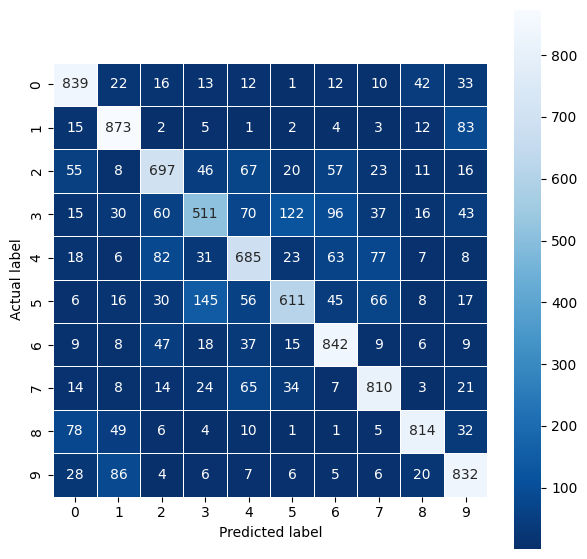 0 839 22 16 13 12 1 12 10 42 33
1 15 873 2 5 1 2 4 3 12 83
2 55 8 697 46 67 20 57 23 11 16
3 15 30 60 511 70 122 96 37 16 43
4 18 6 82 31 685 23 63 77 7 8
5 6 16 30 145 56 611 45 66 8 17
6 9 8 47 18 37 15 842 9 6 9
7 14 8 14 24 65 34 7 810 3 21
8 78 49 6 4 10 1 1 5 814 32
9 28 86 4 6 7 6 5 6 20 832
0 1 2 3 4 5 6 7 8 9
Predicted label
Actual label
800
700
600
500
400
300
200
100